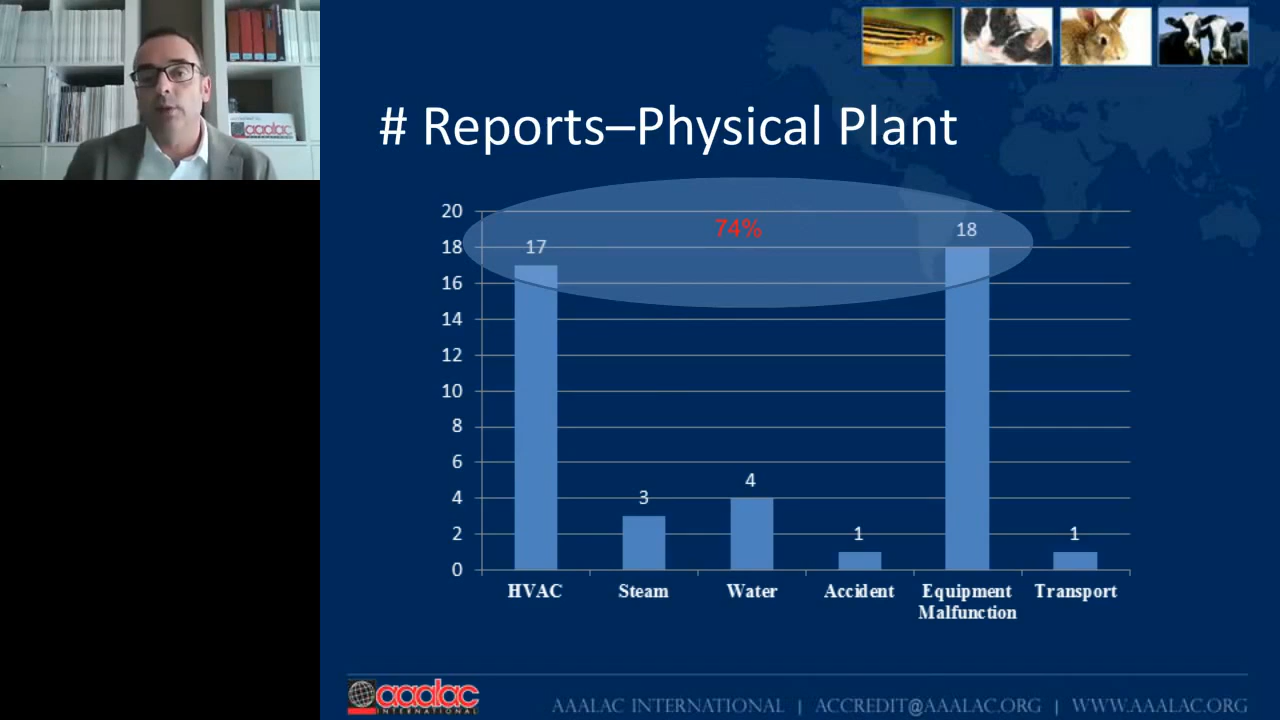 aaalac
# Reports–Physical Plant
74%
20
18
16
14
12
10
8
6
4
2
0
17
3
4
1
18
1
HVAC
Steam
Water
Accident
Equipment
Malfunction
Transport
aaalac
INTERNATIONAL
AAALAC INTERNATIONAL | ACCREDIT@AAALAC.ORG | WWW.AAALAC.ORG